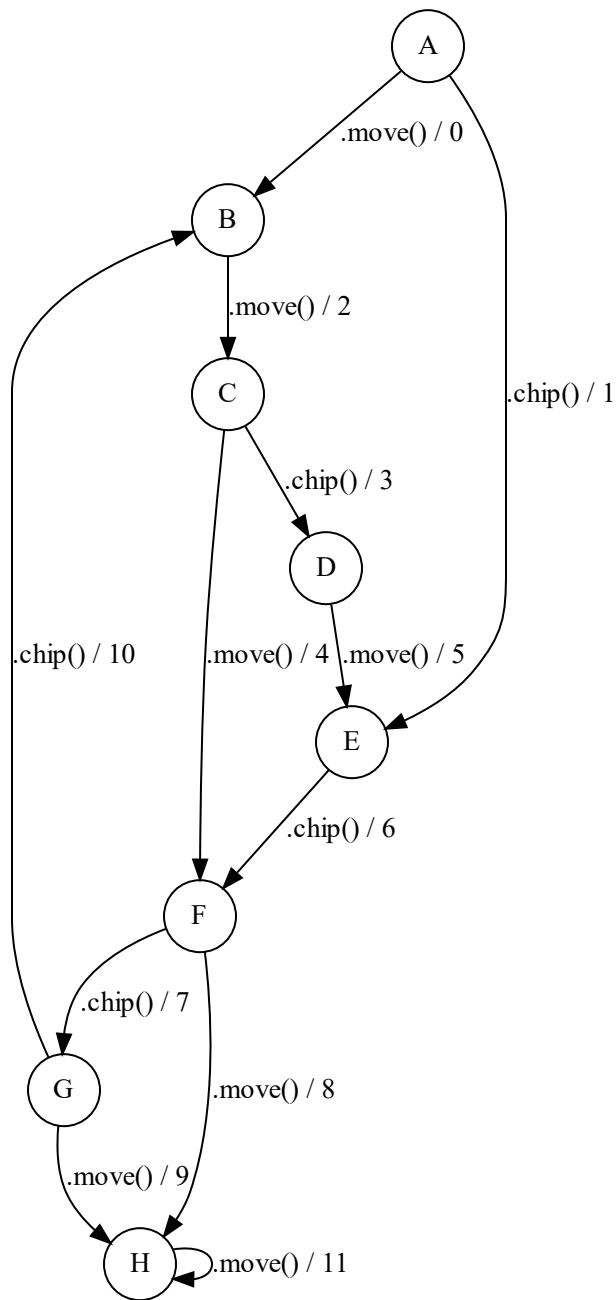 A
.move() / 0
B
.move() / 2
C
.chip() / 1
.chip() / 3
D
.chip() / 10
.move() / 4
.move() / 5
E
.chip() / 6
F
.chip() / 7
G
.move() / 8
.move() / 9
H
.move() / 11